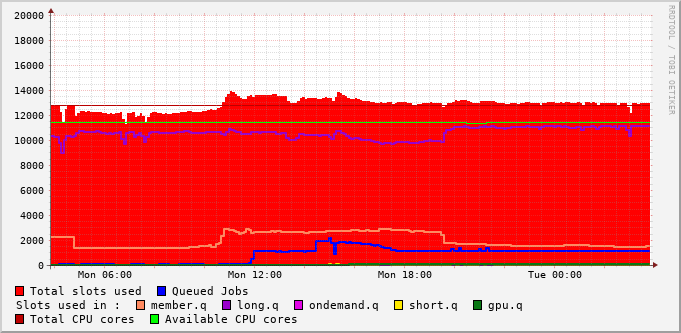 20000
18000
16000
14000
12000
10000
8000
6000
4000
2000
0
Mon 06:00 Mon 12:00 Mon 18:00 Tue 00:00
Total slots used Queued Jobs
Slots used in : member.q long.q ondemand.q short.q gpu.q
Total CPU cores Available CPU cores
RRDTOOL / TOBI OETIKER